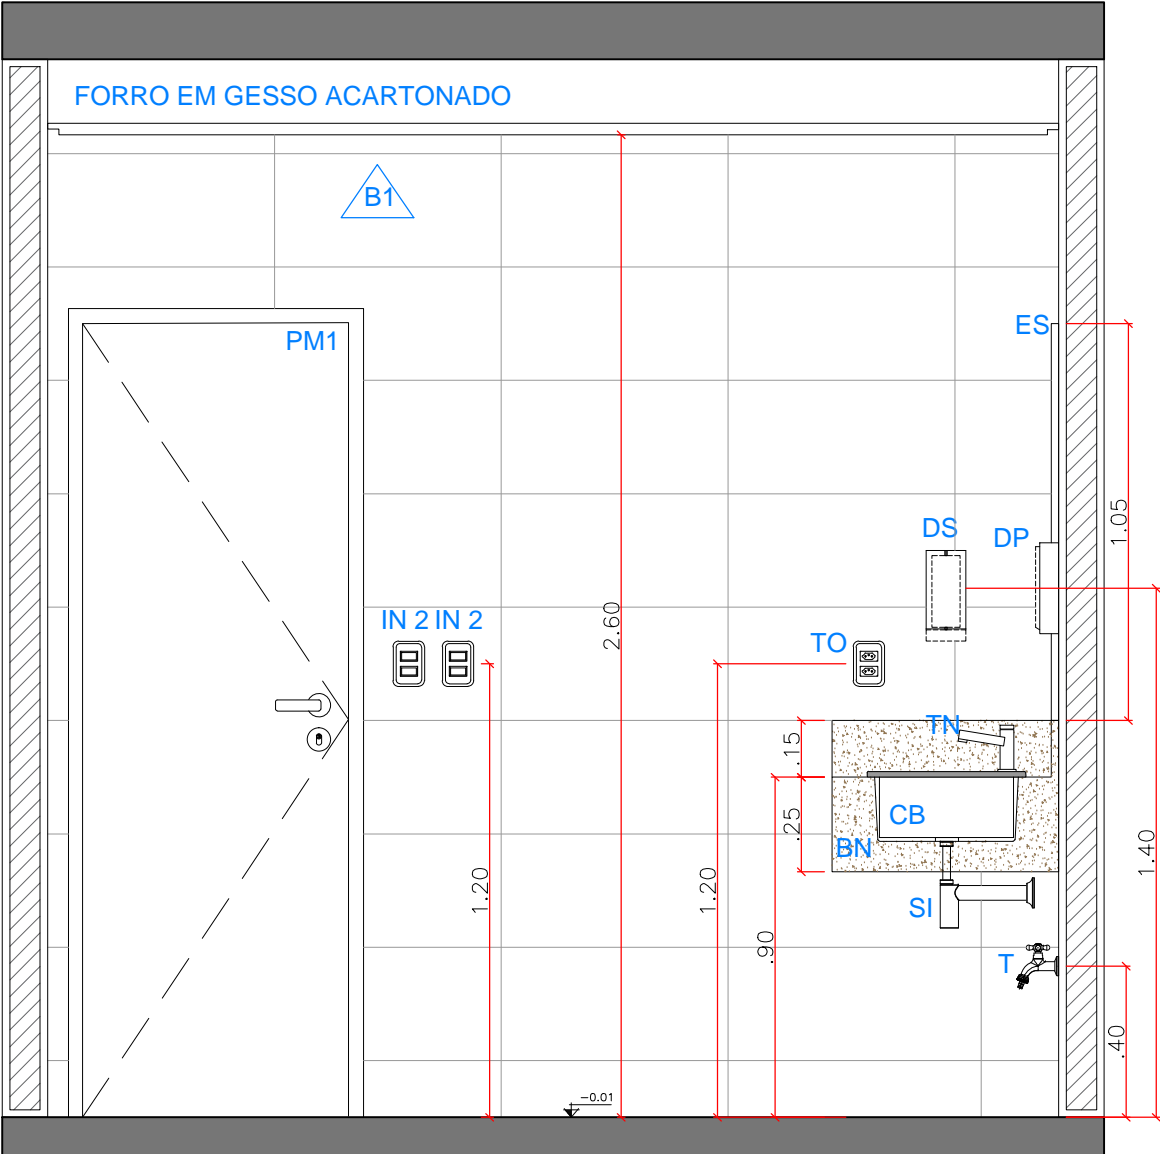 FORRO EM GESSO ACARTONADO
B1
PM1
ES
1.05
DS
DP
IN 2 IN 2
2.60
TO
TN
.15
CB
.25
BN
1.40
1.20
1.20
SI
.90
T
.40
-0.01